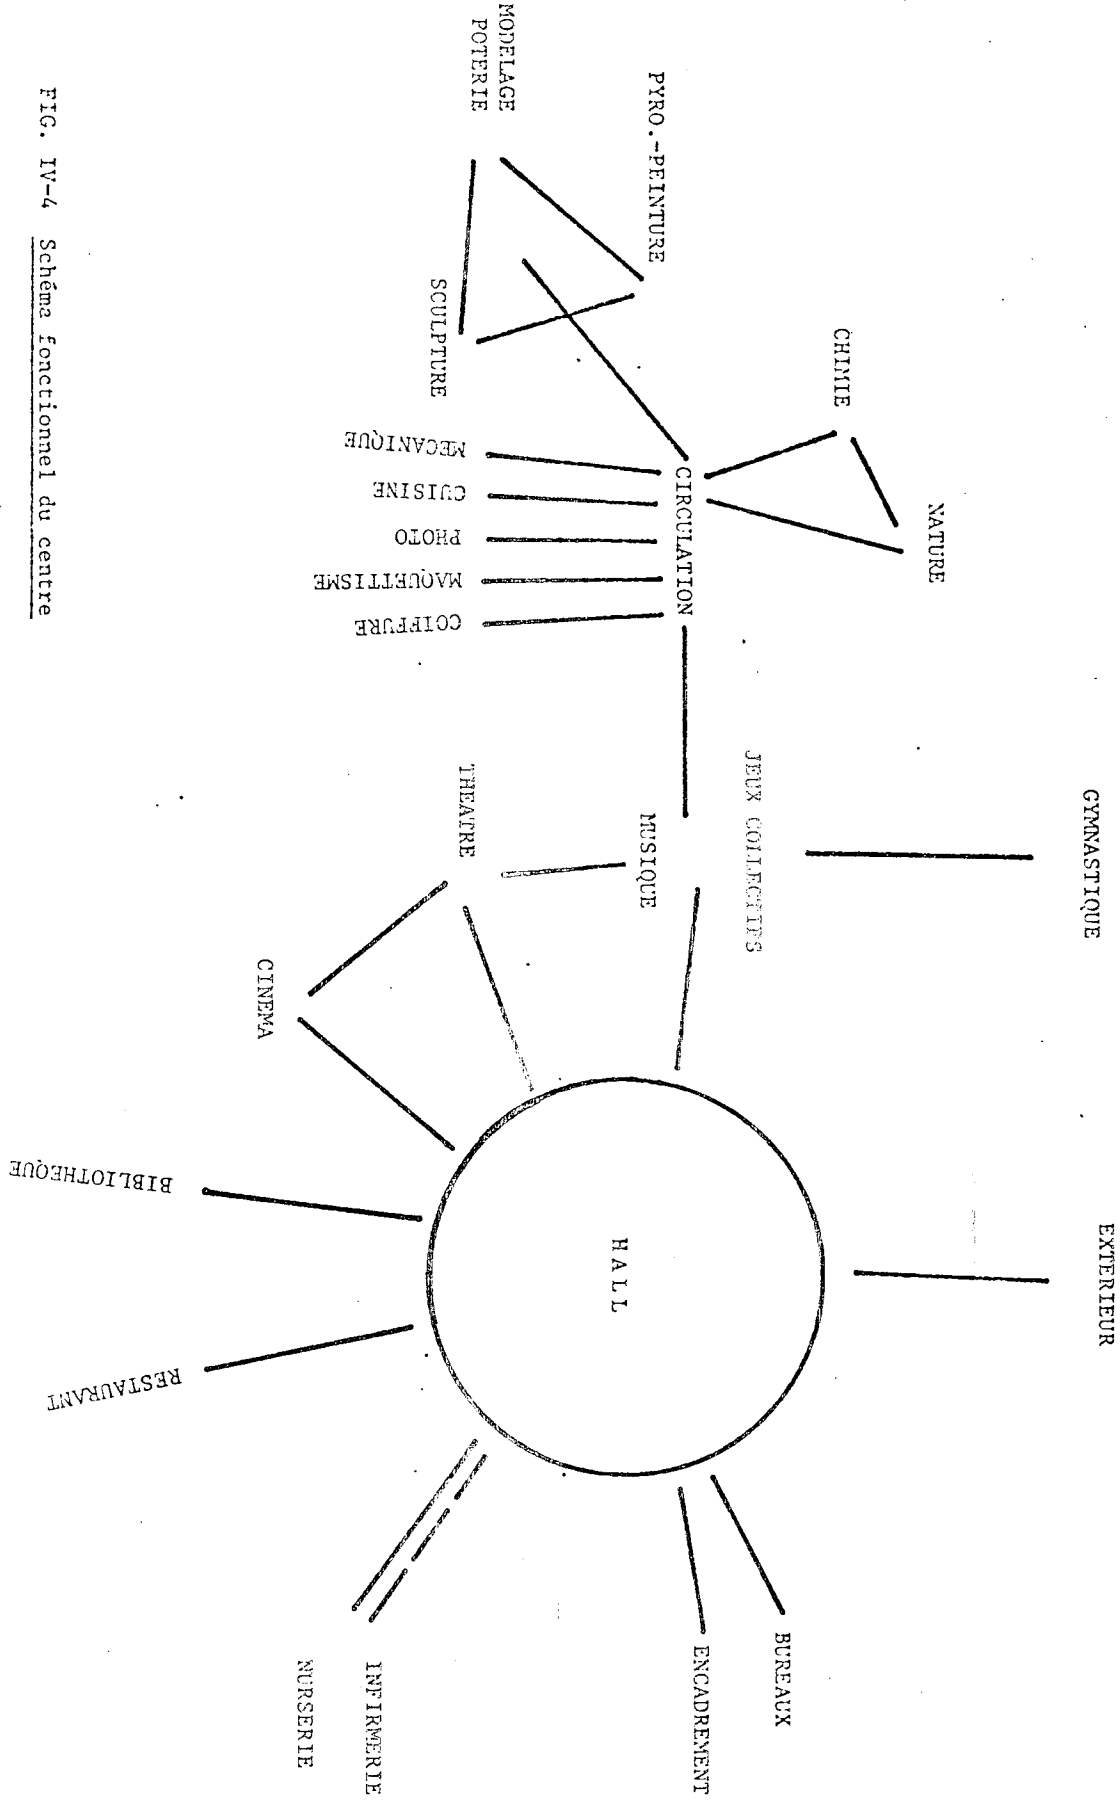 GYMNASTIQUE
EXTERIEUR
NATURE
CHIMIE
JEUX COLLECTIFS
BUREAUX
PYRO.-PEINTURE
CIRCULATION
MUSIQUE
HALL
ENCADREMENT
MODELAGE
POTERIE
SCULPTURE
MECANIQUE
CUISINE
PHOTO
MAQUETTISME
COIFFURE
THEATRE
CINEMA
BIBLIOTHEQUE
RESTAURANT
INFIRMERIE
NURSERIE
FIG. IV-4 Schéma fonctionnel du centre